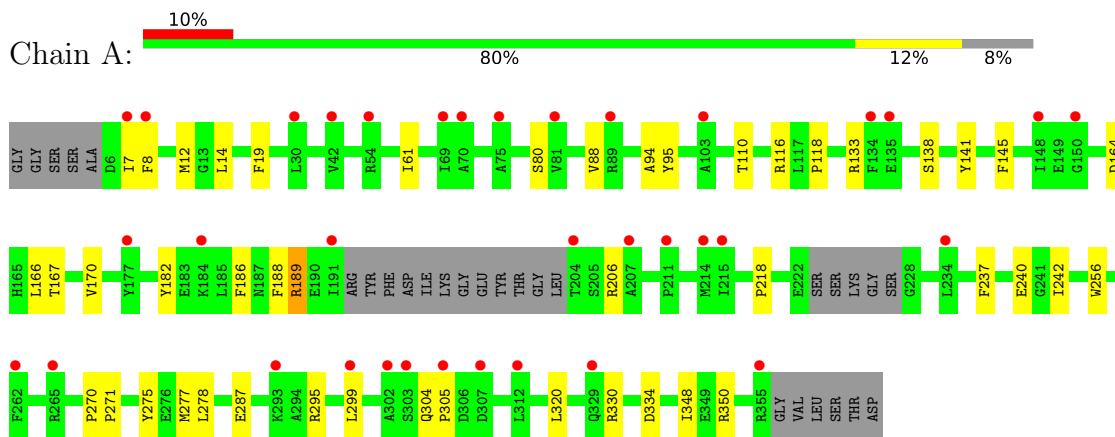 10%
Chain A:
80% 12% 8%
GLY GLY SER SER ALA D6 I7 F8 M12 G13 L14 F19 L30 V42 R54 I61 I69 A70 A75 S80 V81 V88 R89 A94 Y95 A103 T110 R116 L117 P118 R133 F134 E135 S138 Y141 F145 I148 E149 G150 D164
H165 L166 T167 V170 Y177 Y182 E183 K184 L185 F186 N187 F188 R189 E190 I191 ARG TYR PHE ASP ILE LYS GLY GLU TYR THR GLY LEU T204 S205 R206 A207 P211 M214 I215 P218 E222 SER SER LYS GLY SER G228 L234 F237 E240 G241 I242 W256
F262 R265 P270 P271 Y275 E276 M277 L278 E287 K293 A294 R295 L299 A302 S303 Q304 P305 D306 D307 L312 L320 Q329 R330 D334 I348 E349 R350 R355 GLY VAL LEU SER THR ASP